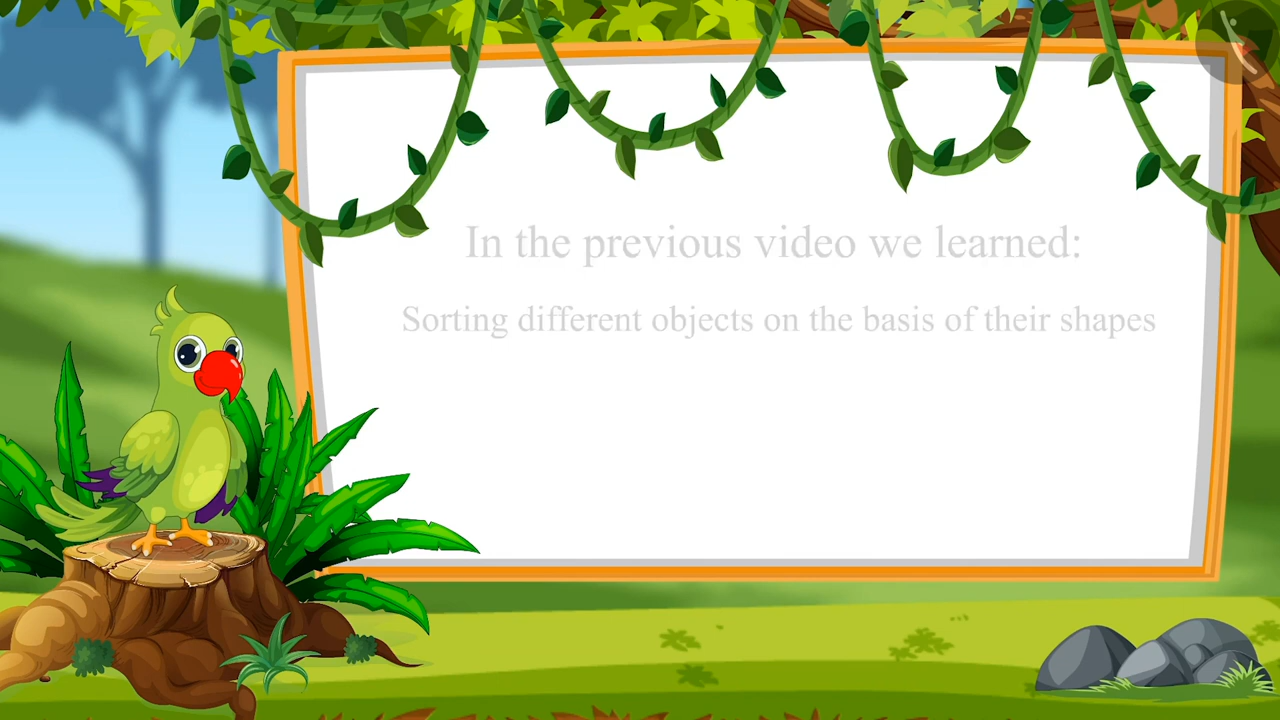 In the previous video we learned:
Sorting different objects on the basis of their shapes